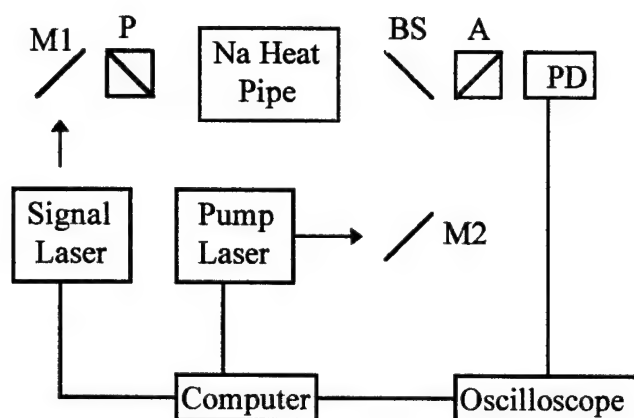 M1
P
Na Heat
Pipe
BS
A
PD
Signal
Laser
Pump
Laser
M2
Computer
Oscilloscope